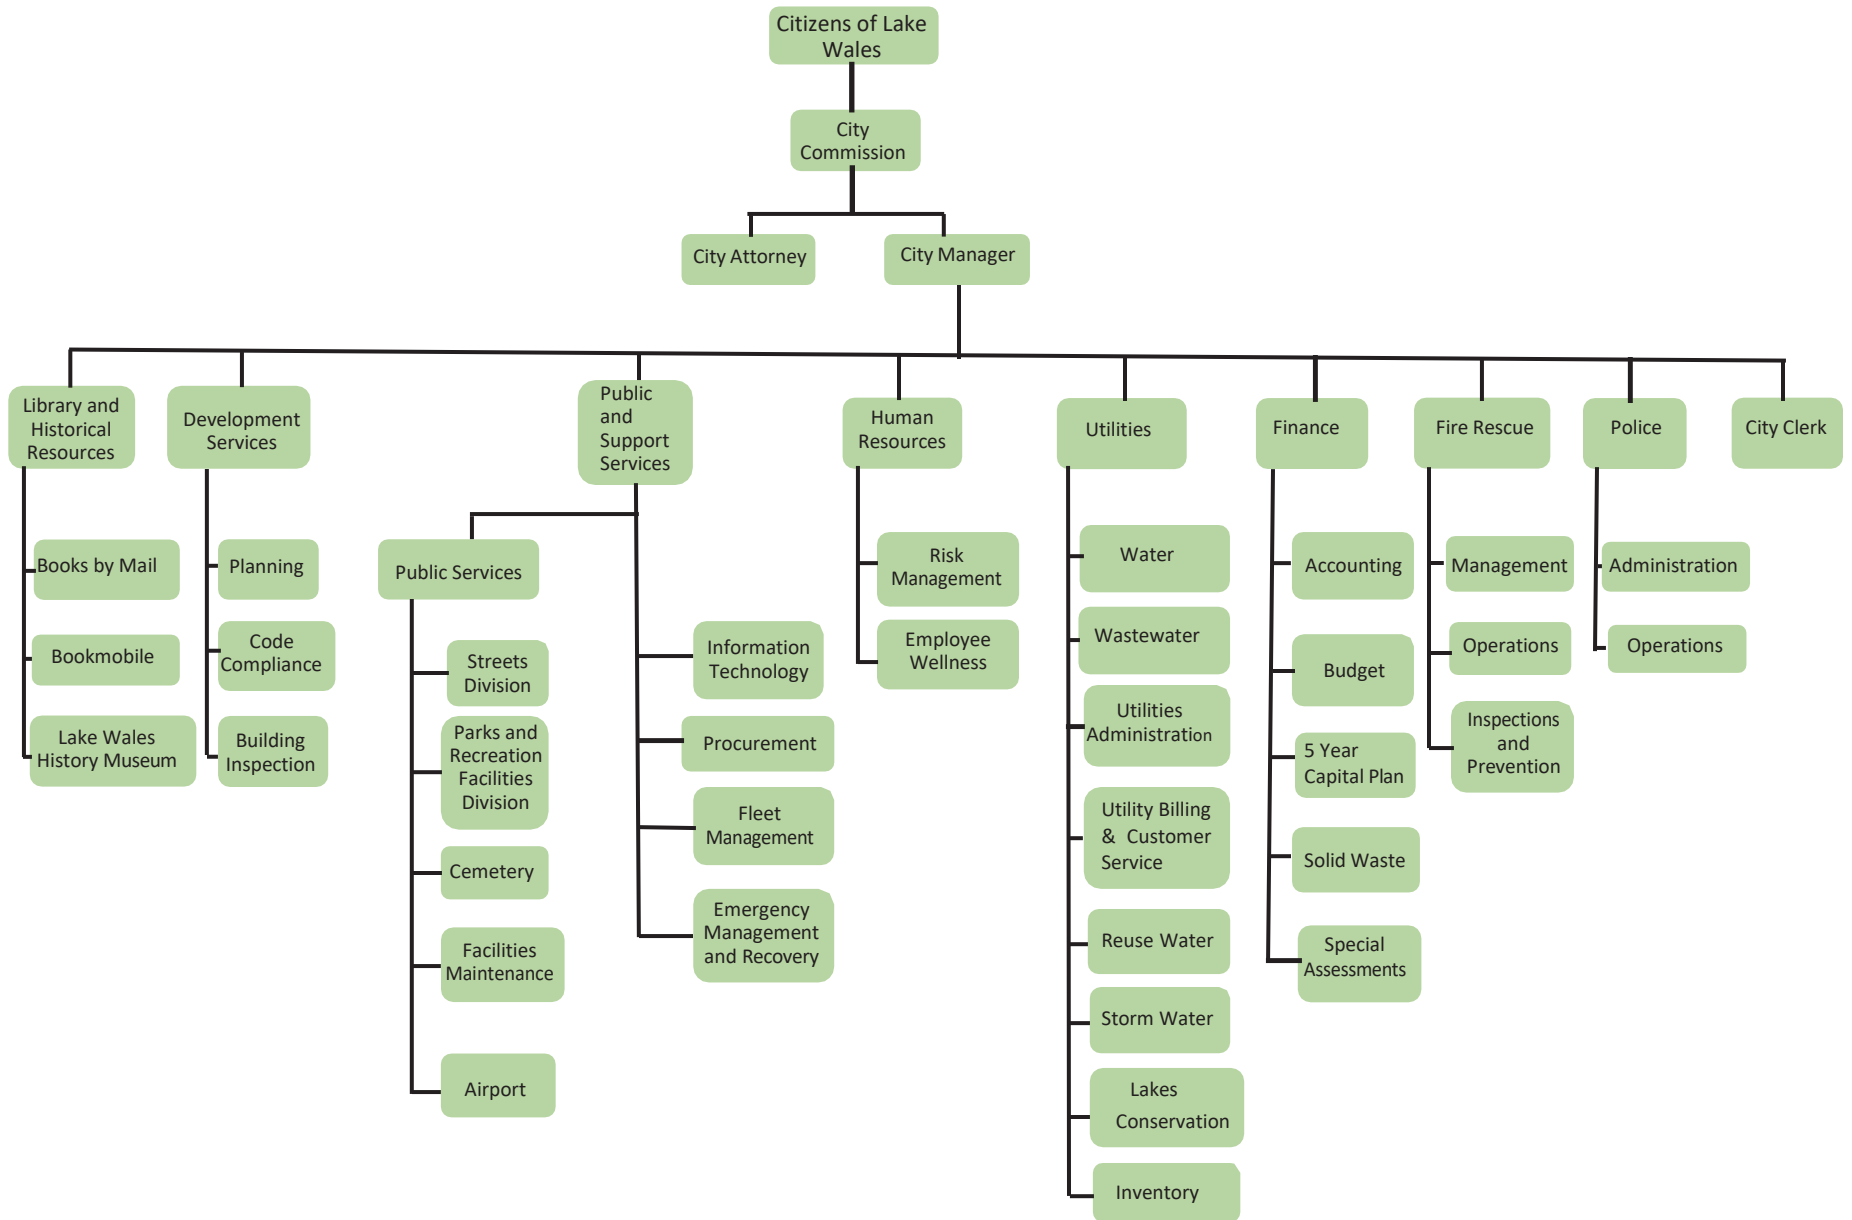 Citizens of Lake
Wales
City
Commission
City Attorney
City Manager
Library and
Historical
Resources
Development
Services
Public
and
Support
Services
Human
Resources
Utilities
Finance
Fire Rescue
Police
City Clerk
Books by Mail
Bookmobile
Lake Wales
History Museum
Planning
Code
Compliance
Building
Inspection
Public Services
Streets
Division
Parks and
Recreation
Facilities
Division
Cemetery
Facilities
Maintenance
Airport
Information
Technology
Procurement
Fleet
Management
Emergency
Management
and Recovery
Risk
Management
Employee
Wellness
Water
Wastewater
Utilities
Administration
Utility Billing
& Customer
Service
Reuse Water
Storm Water
Lakes
Conservation
Inventory
Accounting
Budget
5 Year
Capital Plan
Solid Waste
Special
Assessments
Management
Operations
Inspections
and
Prevention
Administration
Operations